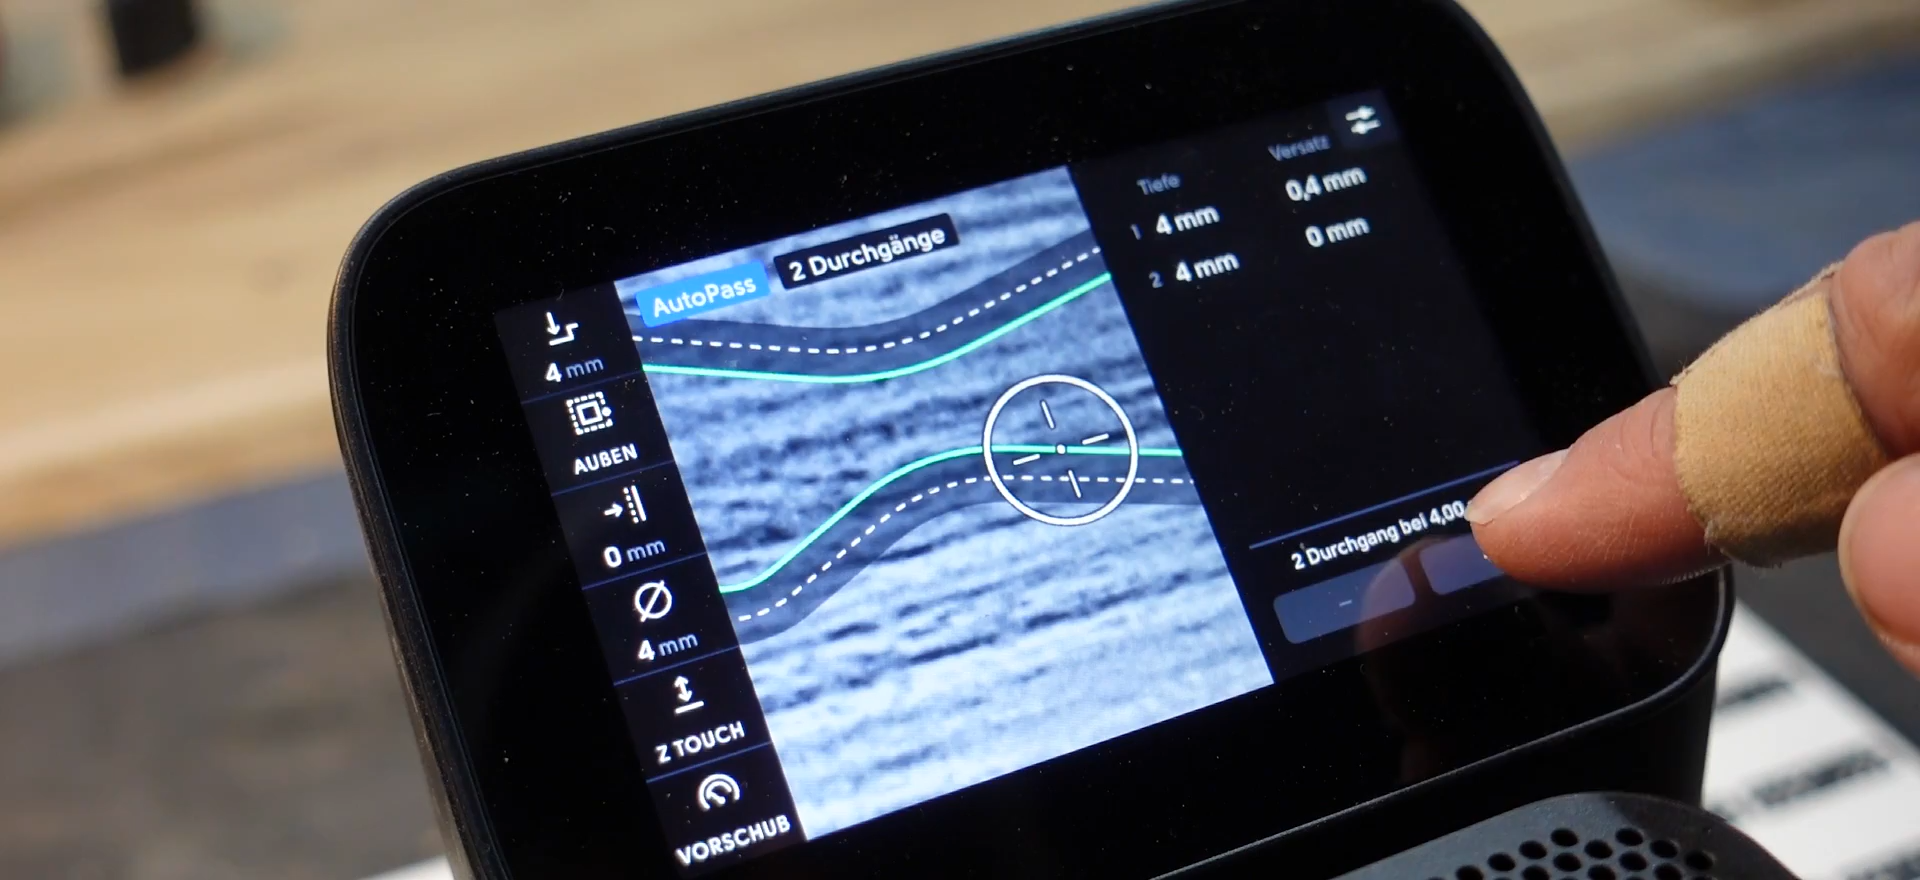 Versatz
Tiefe
1 4 mm 0,4 mm
2 4 mm 0 mm
AutoPass
2 Durchgänge
4 mm
AUßEN
0 mm
4 mm
Z TOUCH
VORSCHUB
2 Durchgang bei 4,00
−